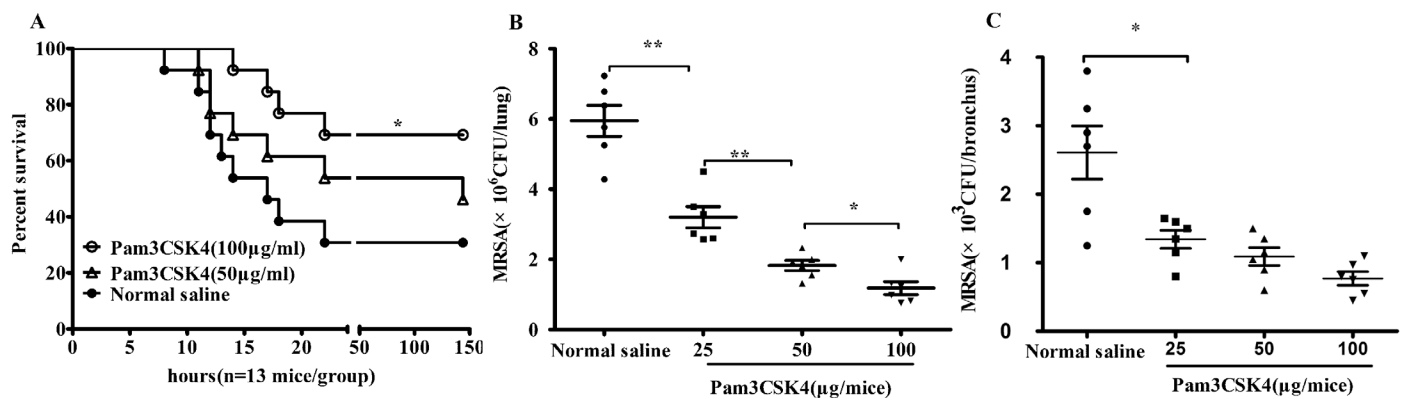 A
Percent survival
100
80
60
40
20
0
Pam3CSK4(100μg/ml)
Pam3CSK4(50μg/ml)
Normal saline
*
0 5 10 15 20 50 100 150
hours(n=13 mice/group)
B
MRSA(× 10⁶CFU/lung)
8
6
4
2
0
**
**
*
Normal saline 25 50 100
Pam3CSK4(μg/mice)
C
MRSA(× 10³CFU/bronchus)
4
3
2
1
0
*
Normal saline 25 50 100
Pam3CSK4(μg/mice)